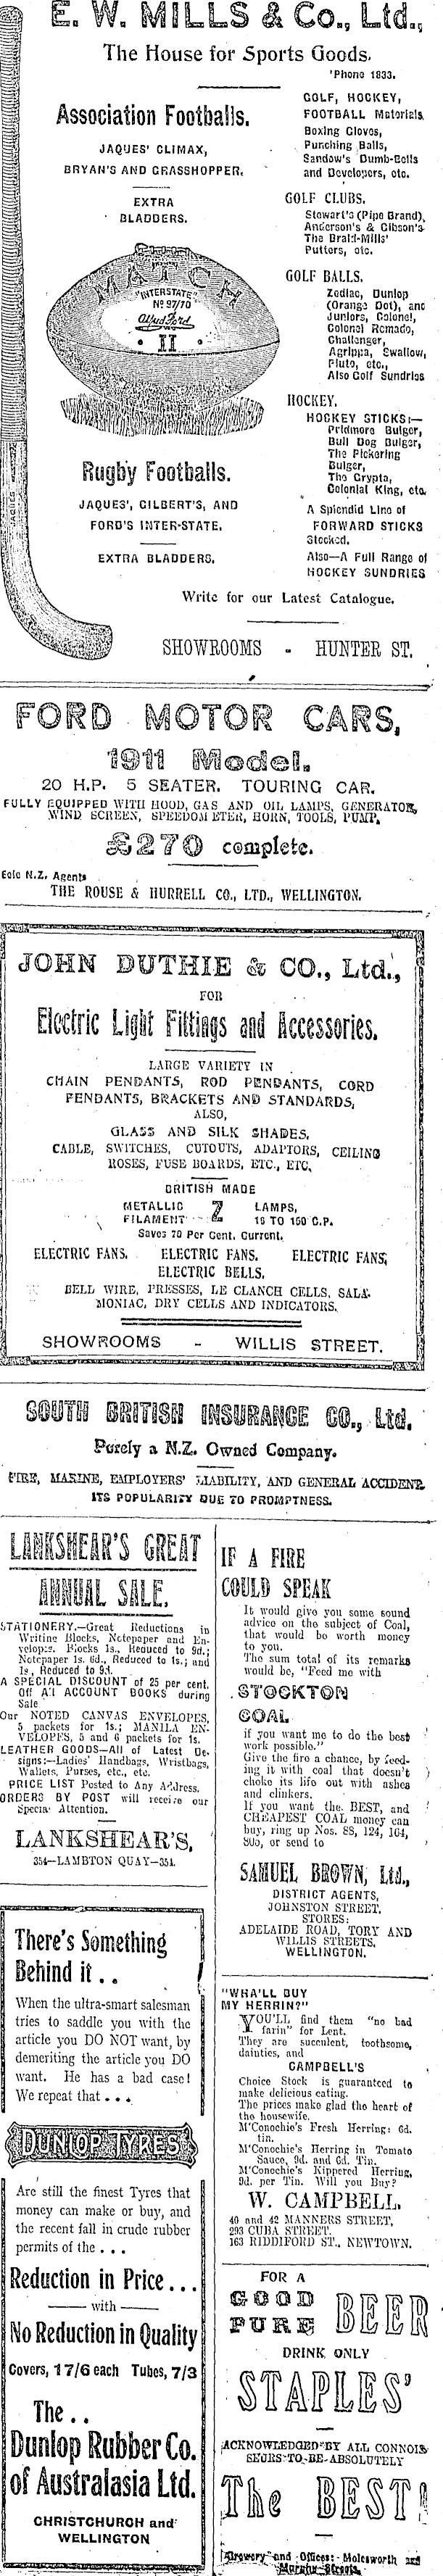 E. W. MILLS & Co., Ltd.,
The House for Sports Goods.
'Phone 1833.
Association Footballs.
JAQUES' CLIMAX,
BRYAN'S AND GRASSHOPPER.
EXTRA
BLADDERS.
MATCH
"INTERSTATE"
No 97/70
II
Rugby Footballs.
JAQUES', GILBERT'S, AND
FORD'S INTER-STATE.
EXTRA BLADDERS.
GOLF, HOCKEY,
FOOTBALL Materials.
Boxing Gloves,
Punching Balls,
Sandow's Dumb-Bells
and Developers, etc.
GOLF CLUBS.
Stewart's (Pipe Brand),
Anderson's & Gibson's
The Braid-Mills'
Putters, etc.
GOLF BALLS.
Zodiac, Dunlop
(Orange Dot), and
Juniors, Colonel,
Colonel Remado,
Challenger,
Agrippa, Swallow,
Pluto, etc.,
Also Golf Sundries
HOCKEY.
HOCKEY STICKS:—
Pridmore Bulger,
Bull Dog Bulger,
The Pickering
Bulger,
The Crypto,
Colonial King, etc.
A Splendid Line of
FORWARD STICKS
Stocked.
Also—A Full Range of
HOCKEY SUNDRIES
Write for our Latest Catalogue.
SHOWROOMS - HUNTER ST.
FORD MOTOR CARS,
1911 Model.
20 H.P. 5 SEATER. TOURING CAR.
FULLY EQUIPPED WITH HOOD, GAS AND OIL LAMPS, GENERATOR,
WIND SCREEN, SPEEDOMETER, HORN, TOOLS, PUMP,
£270 complete.
Sole N.Z. Agents
THE ROUSE & HURRELL CO., LTD., WELLINGTON.
JOHN DUTHIE & CO., Ltd.,
FOR
Electric Light Fittings and Accessories.
LARGE VARIETY IN
CHAIN PENDANTS, ROD PENDANTS, CORD
PENDANTS, BRACKETS AND STANDARDS,
ALSO,
GLASS AND SILK SHADES,
CABLE, SWITCHES, CUTOUTS, ADAPTORS, CEILING
ROSES, FUSE BOARDS, ETC., ETC.
BRITISH MADE
METALLIC Z LAMPS,
FILAMENT 16 TO 150 C.P.
Saves 70 Per Cent. Current.
ELECTRIC FANS. ELECTRIC FANS. ELECTRIC FANS,
ELECTRIC BELLS.
BELL WIRE, PRESSES, LE CLANCH CELLS, SALA-
MONIAC, DRY CELLS AND INDICATORS.
SHOWROOMS - WILLIS STREET.
SOUTH BRITISH INSURANCE CO., Ltd.
Purely a N.Z. Owned Company.
FIRE, MARINE, EMPLOYERS' LIABILITY, AND GENERAL ACCIDENT.
ITS POPULARITY DUE TO PROMPTNESS.
LANKSHEAR'S GREAT
ANNUAL SALE.
STATIONERY.—Great Reductions in
Writing Blocks, Notepaper and En-
velopes. Blocks 1s., Reduced to 9d.;
Notepaper 1s. 6d., Reduced to 1s.; and
1s., Reduced to 9d.
A SPECIAL DISCOUNT of 25 per cent.
Off All ACCOUNT BOOKS during
Sale
Our NOTED CANVAS ENVELOPES,
5 packets for 1s.; MANILA EN-
VELOPES, 5 and 6 packets for 1s.
LEATHER GOODS—All of Latest De-
signs:—Ladies' Handbags, Wristbags,
Wallets, Purses, etc., etc.
PRICE LIST Posted to Any Address.
ORDERS BY POST will receive our
Special Attention.
LANKSHEAR'S,
354—LAMBTON QUAY—354.
There's Something
Behind it..
When the ultra-smart salesman
tries to saddle you with the
article you DO NOT want, by
demeriting the article you DO
want. He has a bad case!
We repeat that ...
DUNLOP TYRES
Are still the finest Tyres that
money can make or buy, and
the recent fall in crude rubber
permits of the ...
Reduction in Price...
with
No Reduction in Quality
Covers, 17/6 each Tubes, 7/3
The..
Dunlop Rubber Co.
of Australasia Ltd.
CHRISTCHURCH and
WELLINGTON
IF A FIRE
COULD SPEAK
It would give you some sound
advice on the subject of Coal,
that would be worth money
to you.
The sum total of its remarks
would be, "Feed me with
STOCKTON
COAL
if you want me to do the best
work possible."
Give the fire a chance, by feed-
ing it with coal that doesn't
choke its life out with ashes
and clinkers.
If you want the BEST, and
CHEAPEST COAL money can
buy, ring up Nos. 88, 124, 164,
or send to
SAMUEL BROWN, Ltd.,
DISTRICT AGENTS,
JOHNSTON STREET.
STORES:
ADELAIDE ROAD, TORY AND
WILLIS STREETS,
WELLINGTON.
"WHA'LL BUY
MY HERRIN?"
YOU'LL find them "no bad
farin" for Lent.
They are succulent, toothsome,
dainties, and
CAMPBELL'S
Choice Stock is guaranteed to
make delicious eating.
The prices make glad the heart of
the housewife.
M'Conochie's Fresh Herring: 6d.
tin.
M'Conochie's Herring in Tomato
Sauce, 9d. and 6d. Tin.
M'Conochie's Kippered Herring,
9d. per Tin. Will you Buy?
W. CAMPBELL,
40 and 42 MANNERS STREET,
293 CUBA STREET.
163 RIDDIFORD ST., NEWTOWN.
FOR A
GOOD
PURE BEER
DRINK ONLY
STAPLES'
ACKNOWLEDGED BY ALL CONNOIS-
SEURS TO BE ABSOLUTELY
The BEST!
Brewery and Offices: Molesworth and
Murphy Streets.